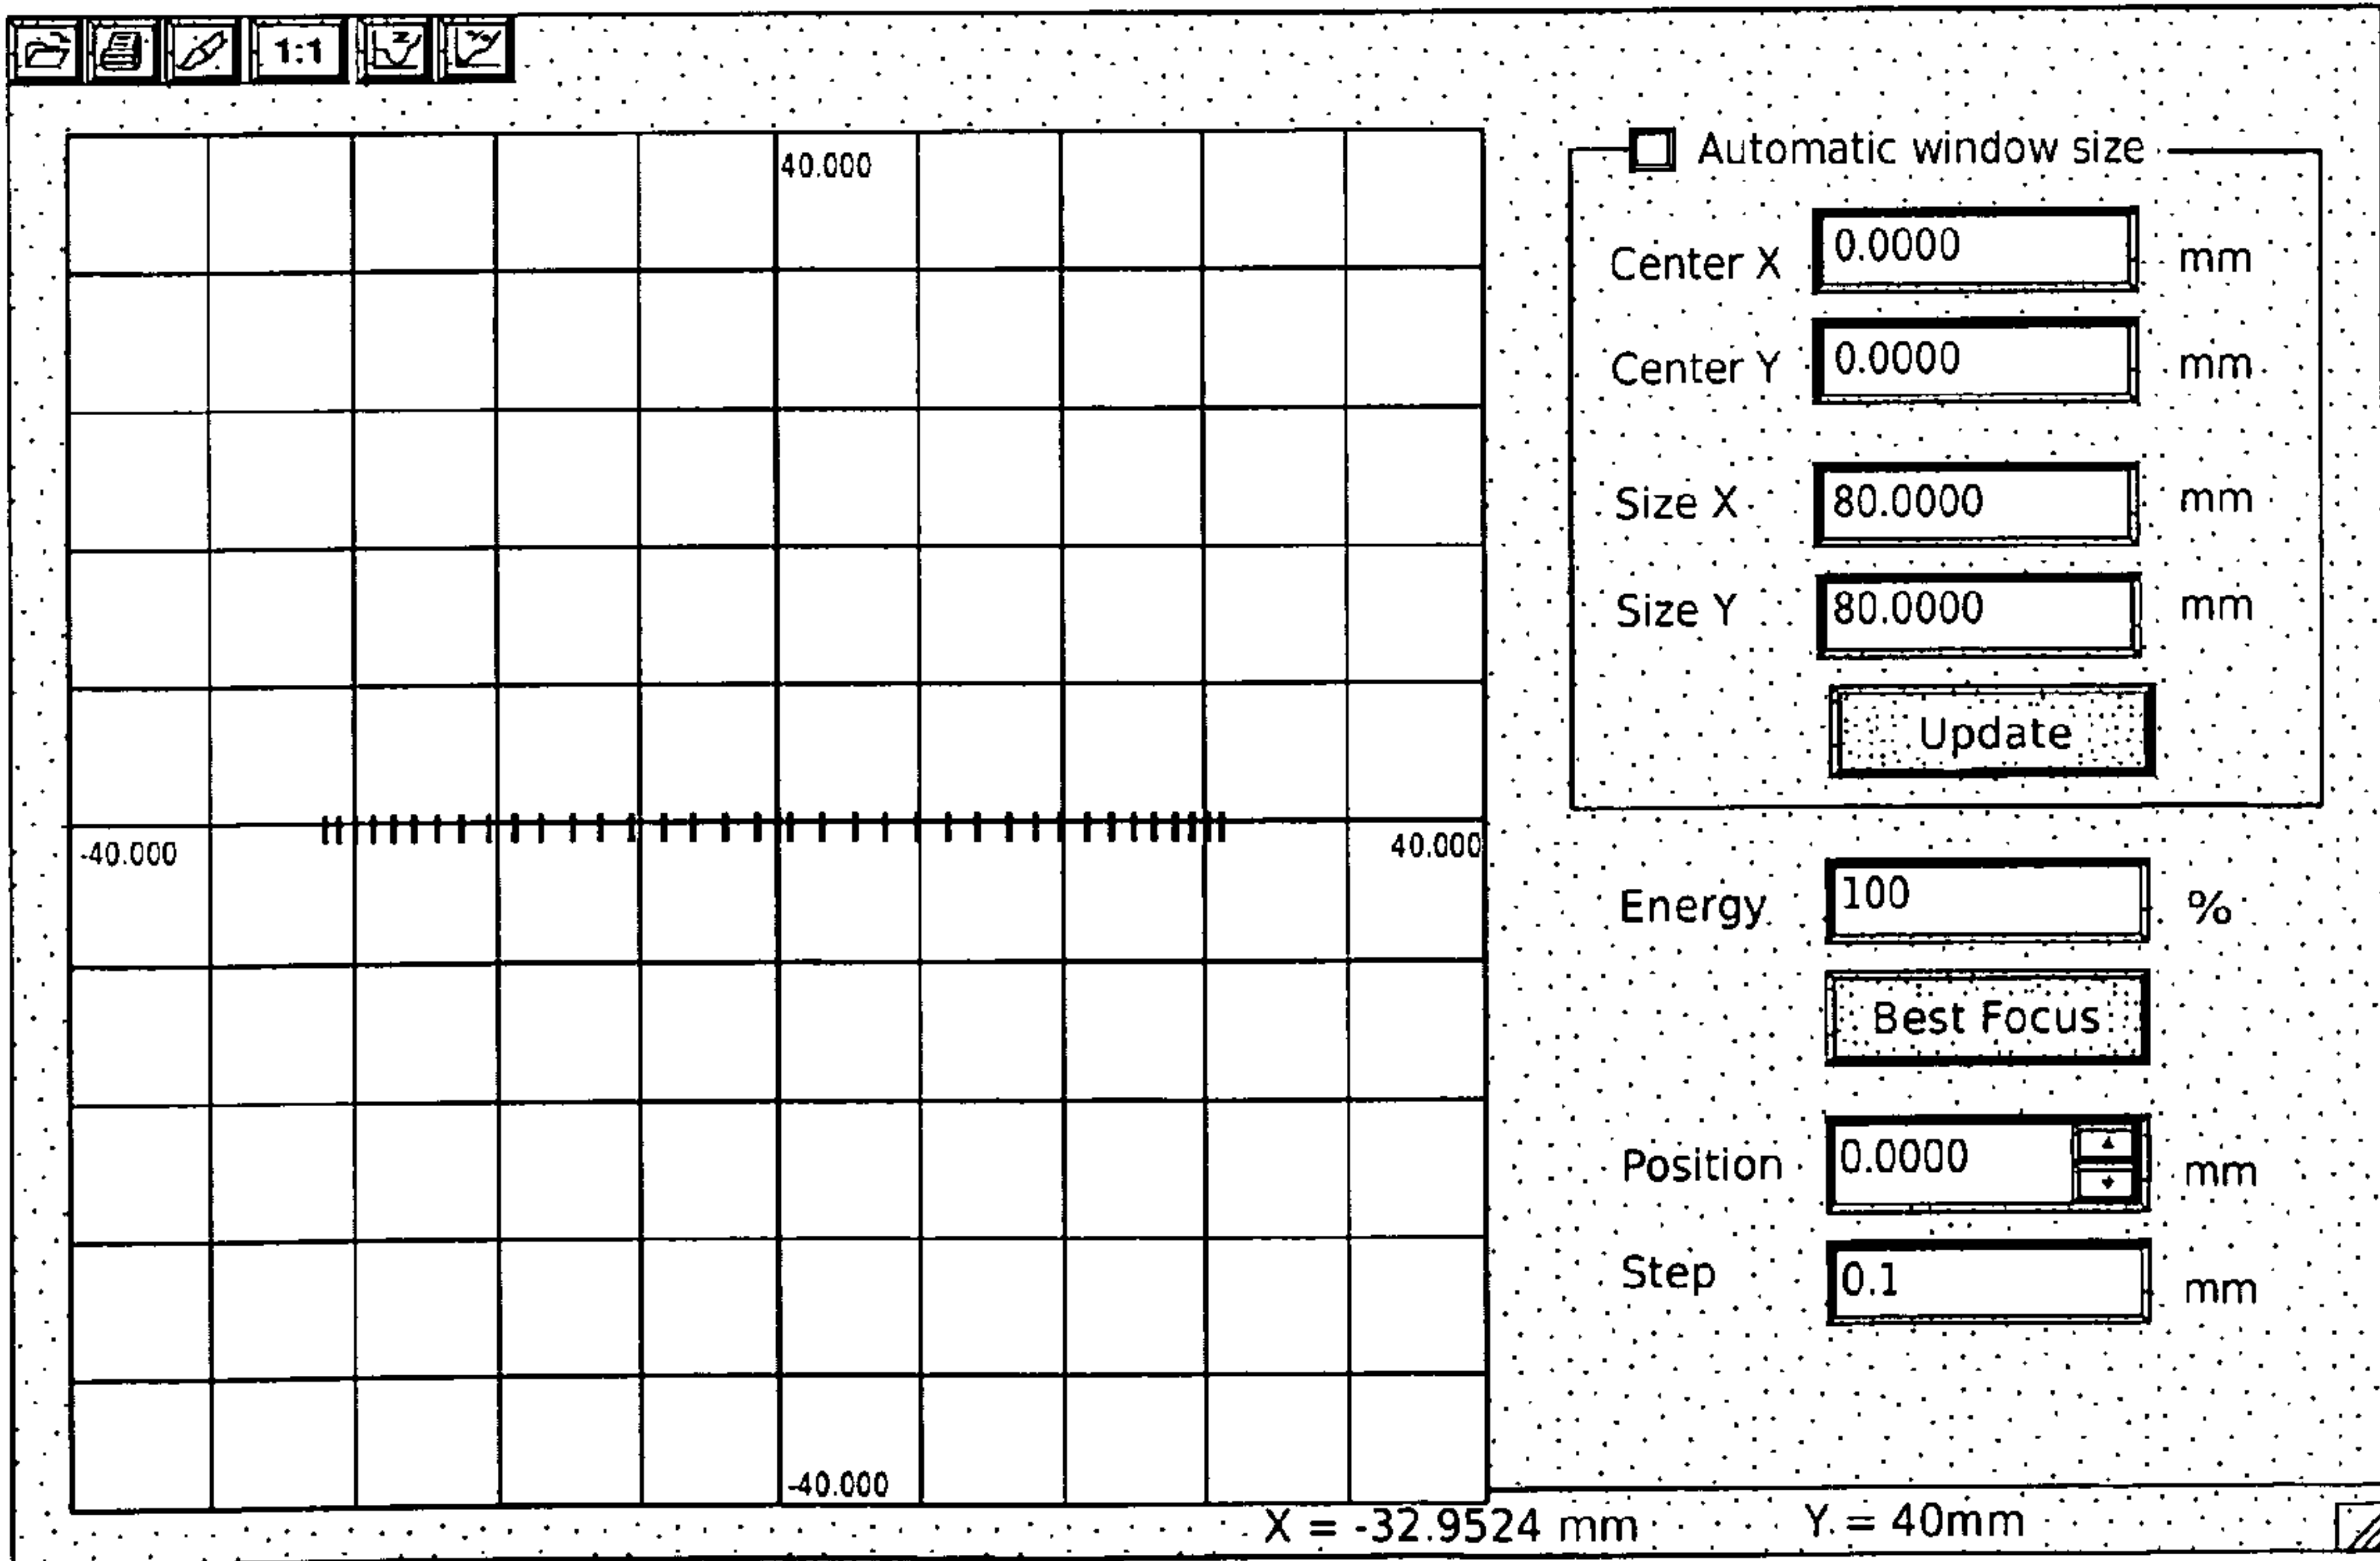 1:1
Z
40.000
-40.000
40.000
-40.000
Automatic window size
Center X 0.0000 mm
Center Y 0.0000 mm
Size X 80.0000 mm
Size Y 80.0000 mm
Update
Energy 100 %
Best Focus
Position 0.0000 mm
Step 0.1 mm
X = -32.9524 mm Y = 40mm